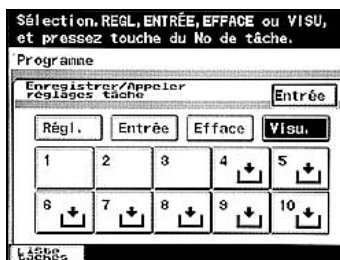 Sélection.REGL,ENTRÉE,EFFACE ou VISU,
et pressez touche du No de tâche.
Programme
Enregistrer/Appeler
réglages tâche
Entrée
Régl. Entrée Efface Visu.
1 2 3 4 5
6 7 8 9 10
Liste
tâches